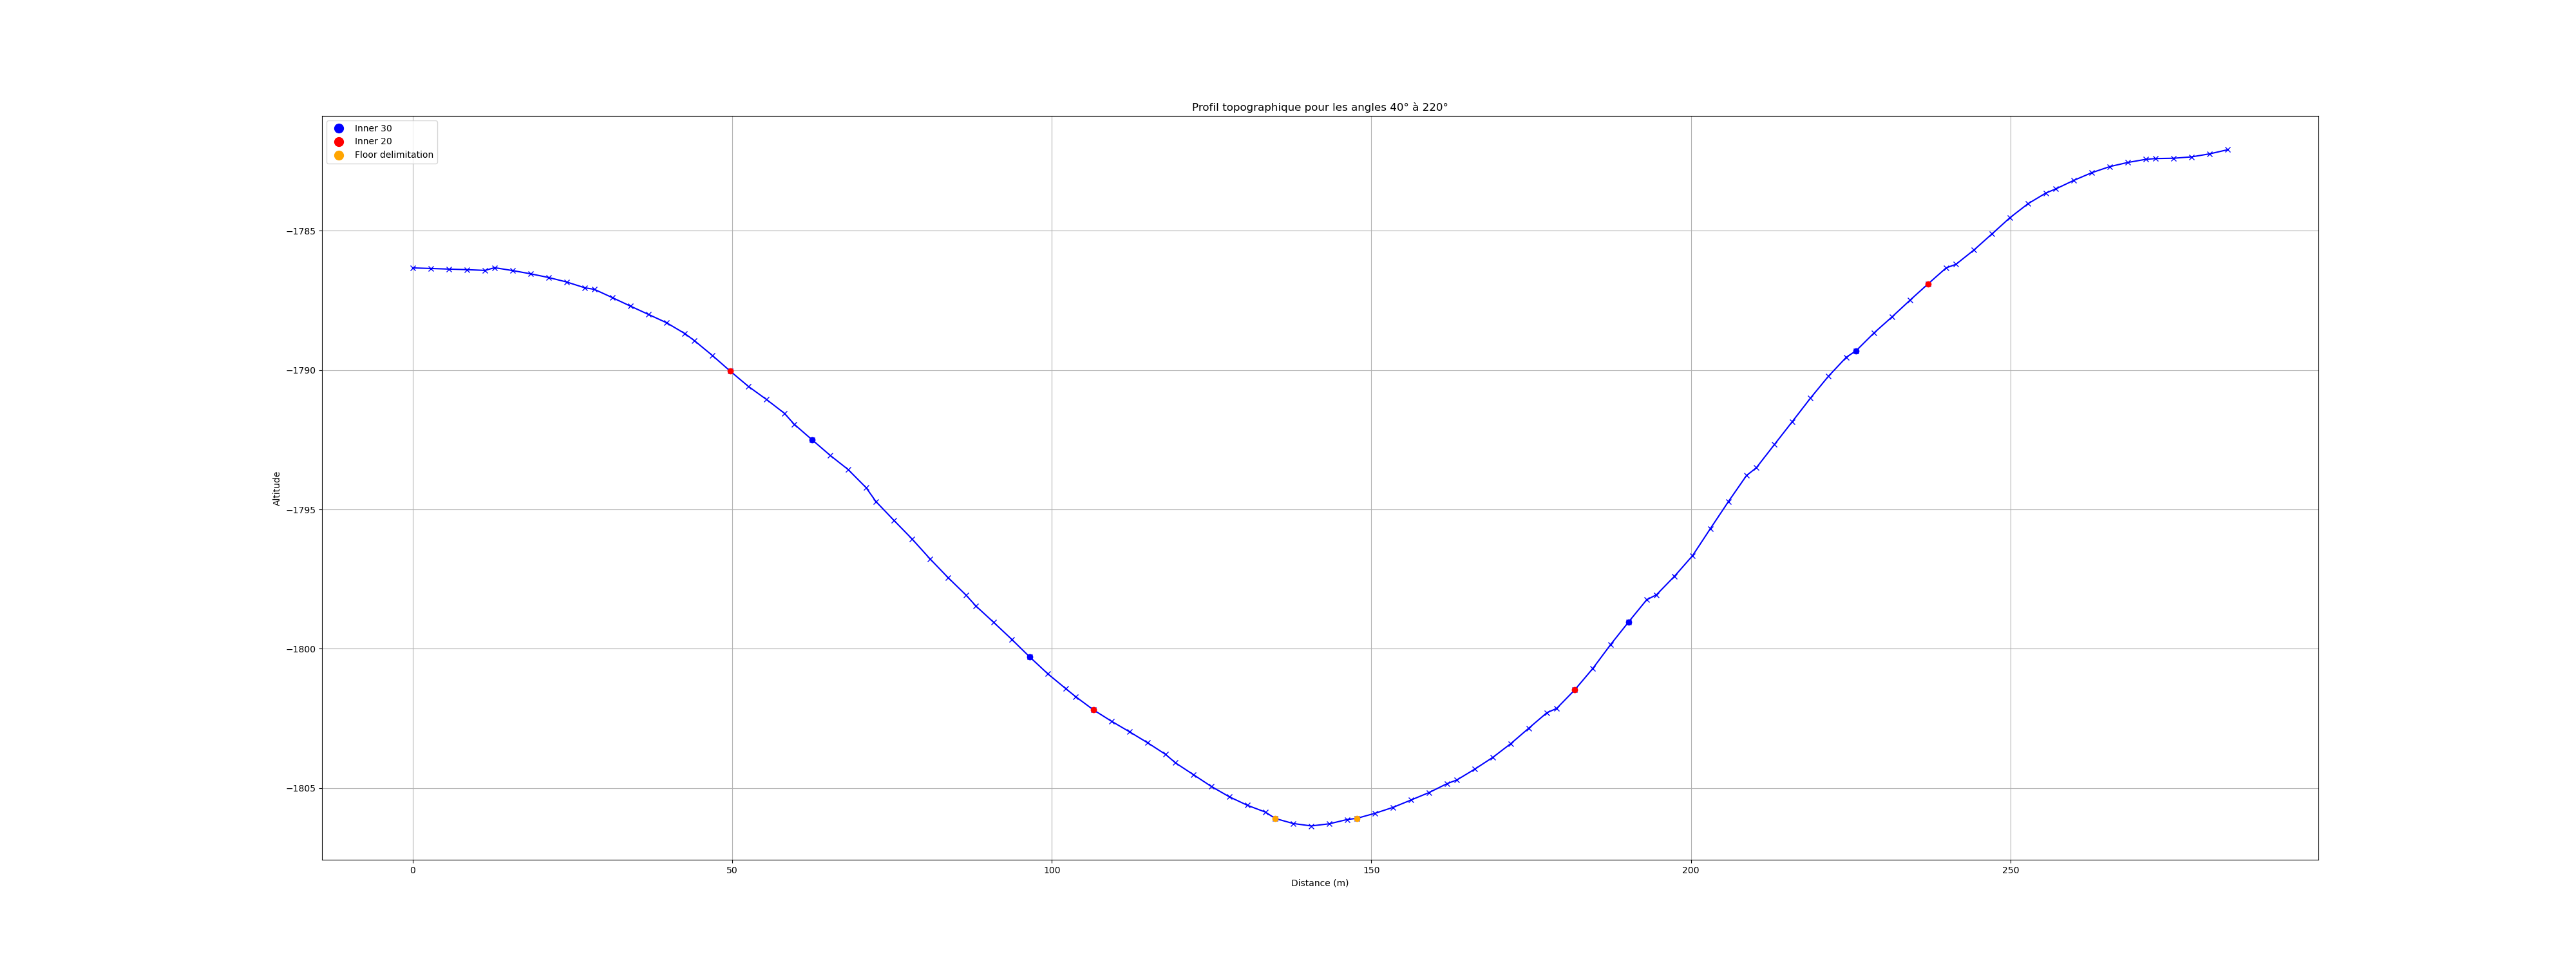 Profil topographique pour les angles 40° à 220°
Inner 30
Inner 20
Floor delimitation
−1785
−1790
−1795
−1800
−1805
Altitude
0 50 100 150 200 250
Distance (m)